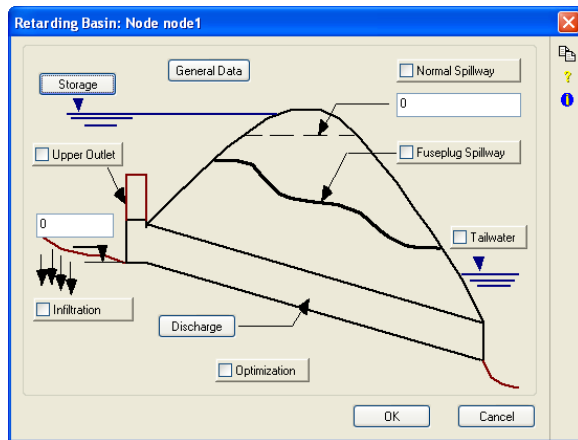 Retarding Basin: Node node1
General Data
Normal Spillway
Storage
0
Upper Outlet
Fuseplug Spillway
0
Tailwater
Infiltration
Discharge
Optimization
OK
Cancel